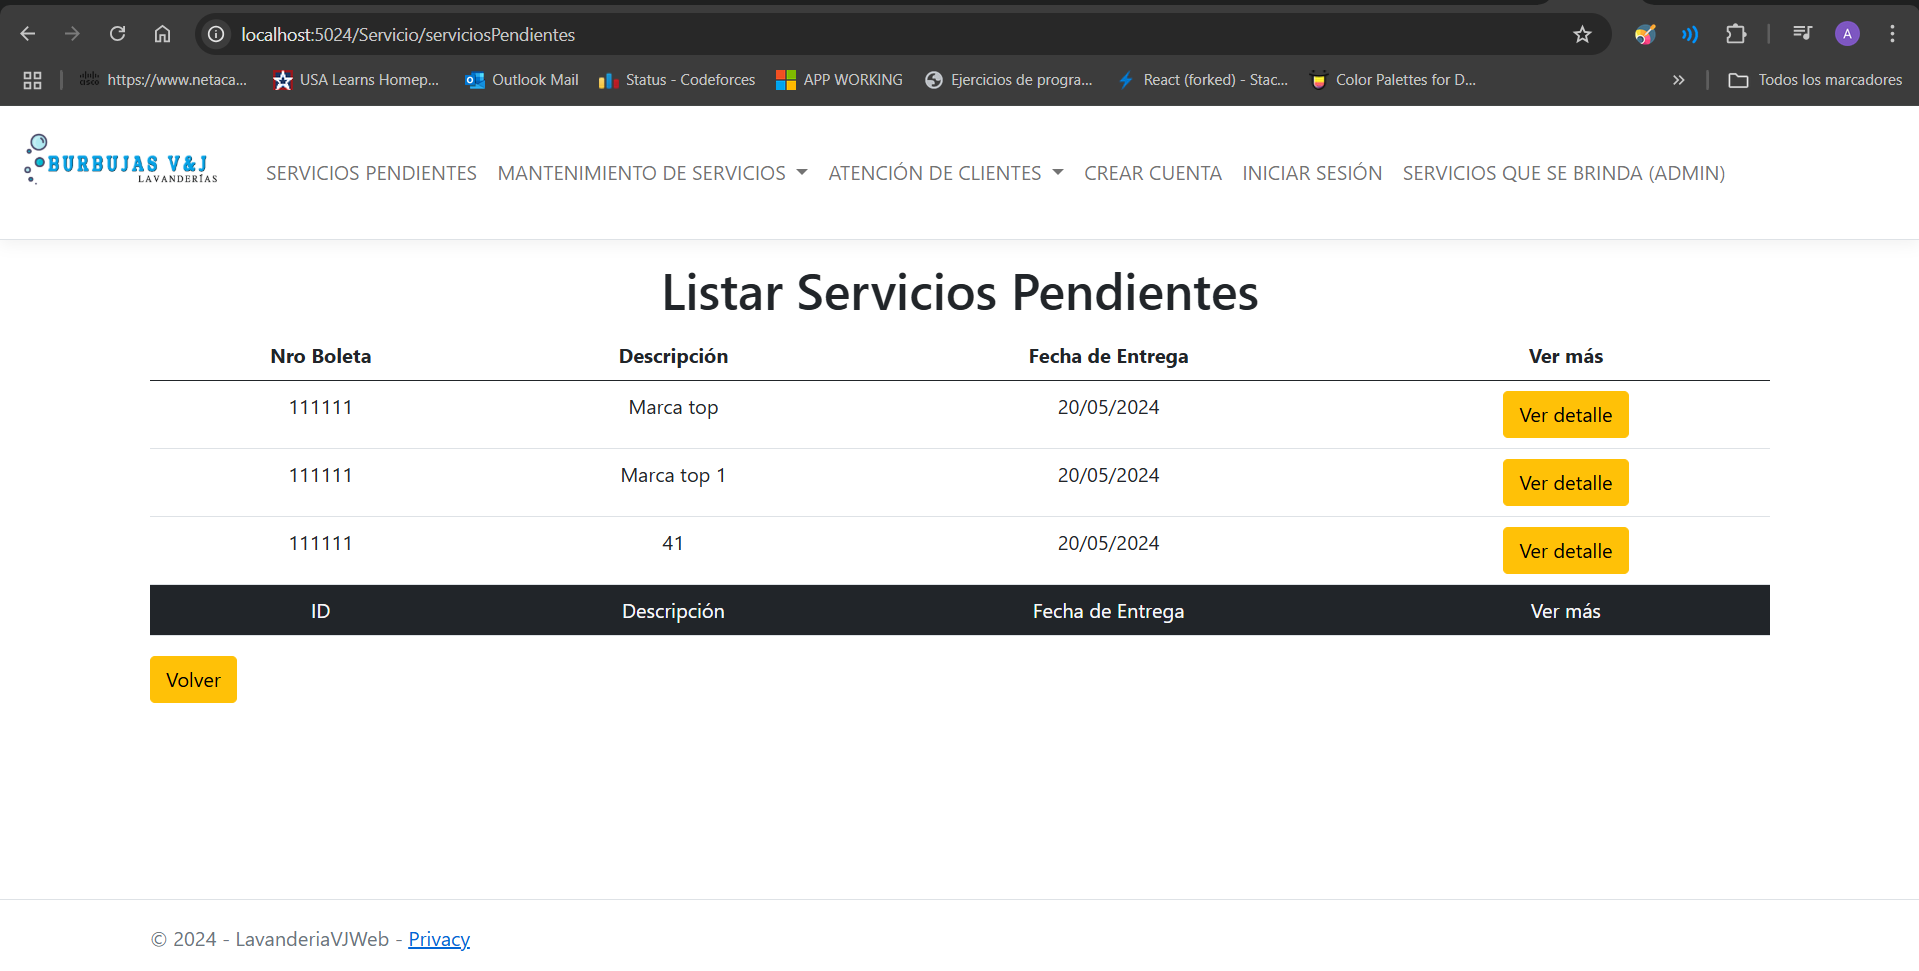 localhost:5024/Servicio/serviciosPendientes
A
https://www.netaca... USA Learns Homep... Outlook Mail Status - Codeforces APP WORKING Ejercicios de progra... React (forked) - Stac... Color Palettes for D... » Todos los marcadores
BURBUJAS V&J
LAVANDERÍAS
SERVICIOS PENDIENTES MANTENIMIENTO DE SERVICIOS ATENCIÓN DE CLIENTES CREAR CUENTA INICIAR SESIÓN SERVICIOS QUE SE BRINDA (ADMIN)
Listar Servicios Pendientes
Nro Boleta Descripción Fecha de Entrega Ver más
111111 Marca top 20/05/2024 Ver detalle
111111 Marca top 1 20/05/2024 Ver detalle
111111 41 20/05/2024 Ver detalle
ID Descripción Fecha de Entrega Ver más
Volver
© 2024 - LavanderiaVJWeb - Privacy